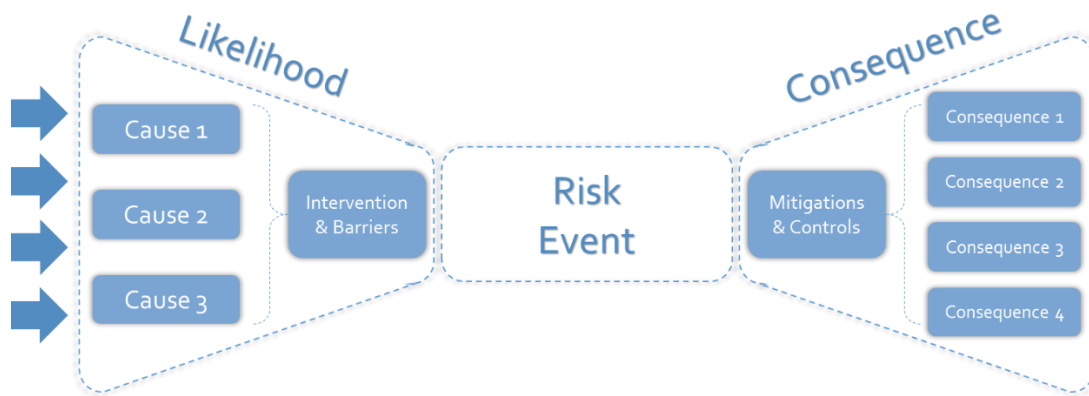 Likelihood
Cause 1
Cause 2
Cause 3
Intervention
& Barriers
Risk
Event
Consequence
Mitigations
& Controls
Consequence 1
Consequence 2
Consequence 3
Consequence 4